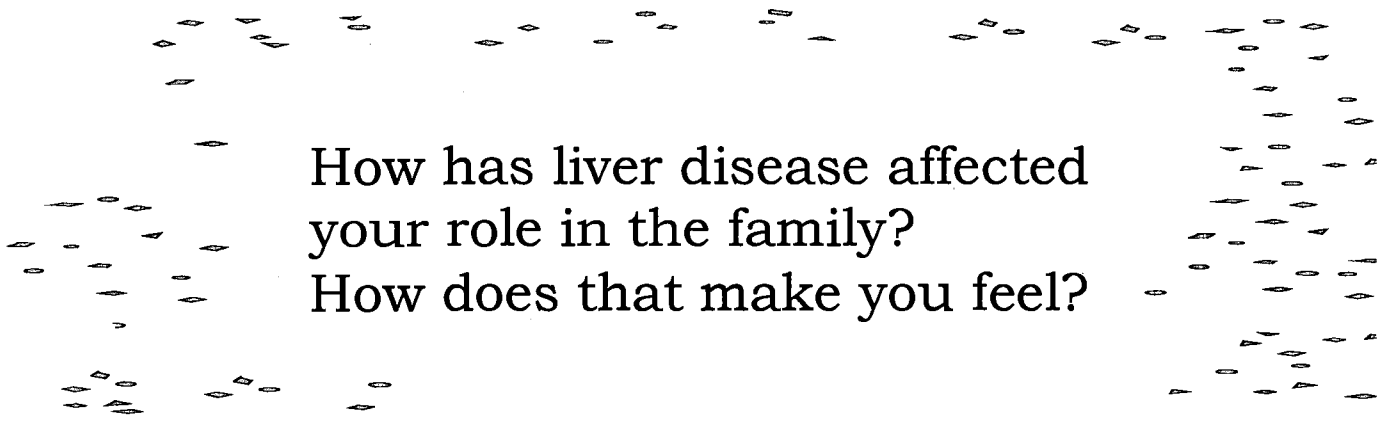 How has liver disease affected
your role in the family?
How does that make you feel?